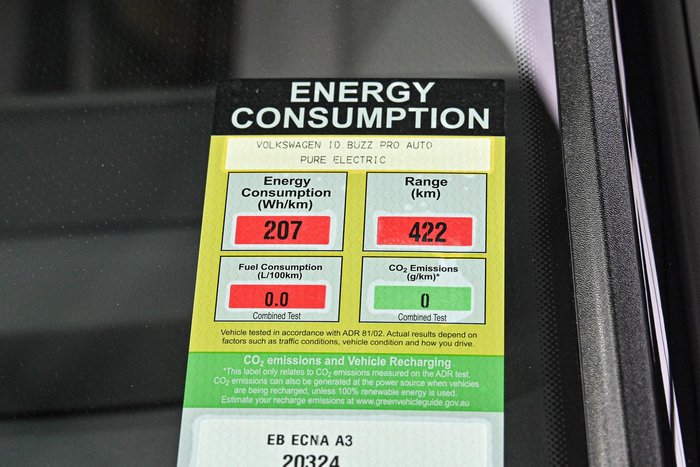 ENERGY
CONSUMPTION
VOLKSWAGEN ID BUZZ PRO AUTO
PURE ELECTRIC
Energy
Consumption
(Wh/km)
207
Range
(km)
422
Fuel Consumption
(L/100km)
0.0
Combined Test
CO₂ Emissions
(g/km)*
0
Combined Test
Vehicle tested in accordance with ADR 81/02. Actual results depend on
factors such as traffic conditions, vehicle condition and how you drive.
CO₂ emissions and Vehicle Recharging
*This label only relates to CO₂ emissions measured on the ADR test.
CO₂ emissions can also be generated at the power source when vehicles
are being recharged, unless 100% renewable energy is used.
Estimate your recharge emissions at www.greenvehicleguide.gov.au
EB ECNA A3
20324